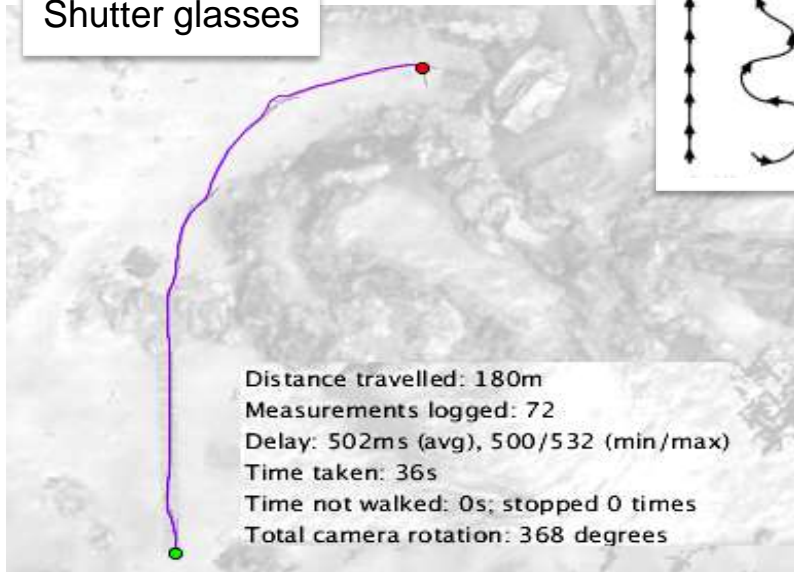 Shutter glasses
Distance travelled: 180m
Measurements logged: 72
Delay: 502ms (avg), 500/532 (min/max)
Time taken: 36s
Time not walked: 0s; stopped 0 times
Total camera rotation: 368 degrees